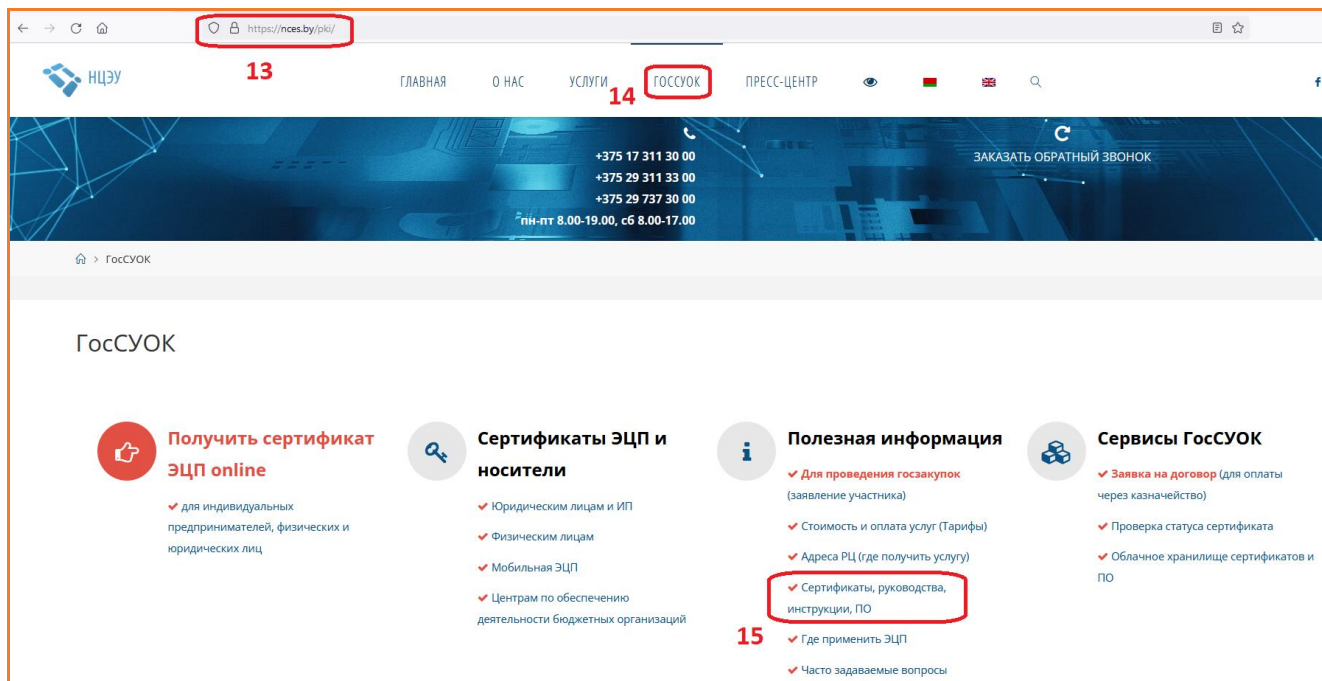 https://nces.by/pki/
13
НЦЭУ
ГЛАВНАЯ
О НАС
УСЛУГИ
14
ГОССУОК
ПРЕСС-ЦЕНТР
f
+375 17 311 30 00
+375 29 311 33 00
+375 29 737 30 00
пн-пт 8.00-19.00, сб 8.00-17.00
ЗАКАЗАТЬ ОБРАТНЫЙ ЗВОНОК
> ГосСУОК
ГосСУОК
Получить сертификат
ЭЦП online
для индивидуальных
предпринимателей, физических и
юридических лиц
Сертификаты ЭЦП и
носители
Юридическим лицам и ИП
Физическим лицам
Мобильная ЭЦП
Центрам по обеспечению
деятельности бюджетных организаций
Полезная информация
Для проведения госзакупок
(заявление участника)
Стоимость и оплата услуг (Тарифы)
Адреса РЦ (где получить услугу)
Сертификаты, руководства,
инструкции, ПО
15
Где применить ЭЦП
Часто задаваемые вопросы
Сервисы ГосСУОК
Заявка на договор (для оплаты
через казначейство)
Проверка статуса сертификата
Облачное хранилище сертификатов и
ПО